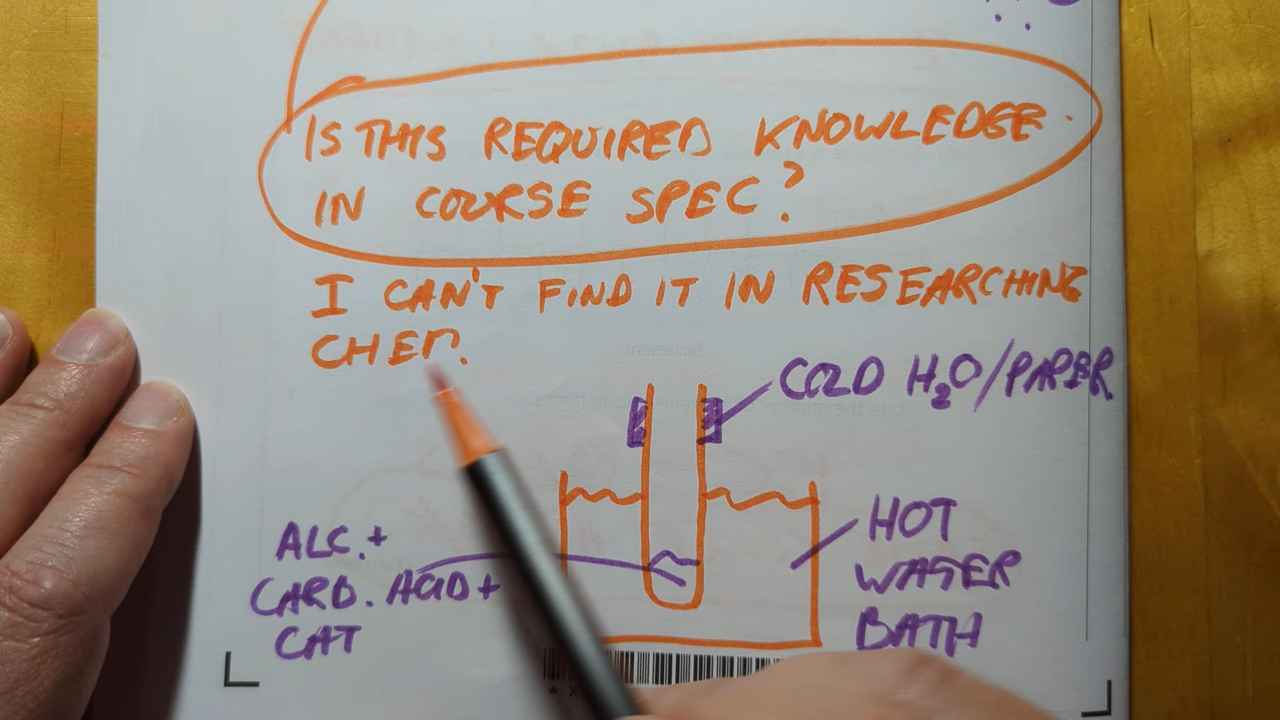 IS THIS REQUIRED KNOWLEDGE
IN COURSE SPEC?
I CAN'T FIND IT IN RESEARCHING
CHEM.
COLD H₂O/PAPER
ALC. +
CARB. ACID +
CAT
HOT
WATER
BATH